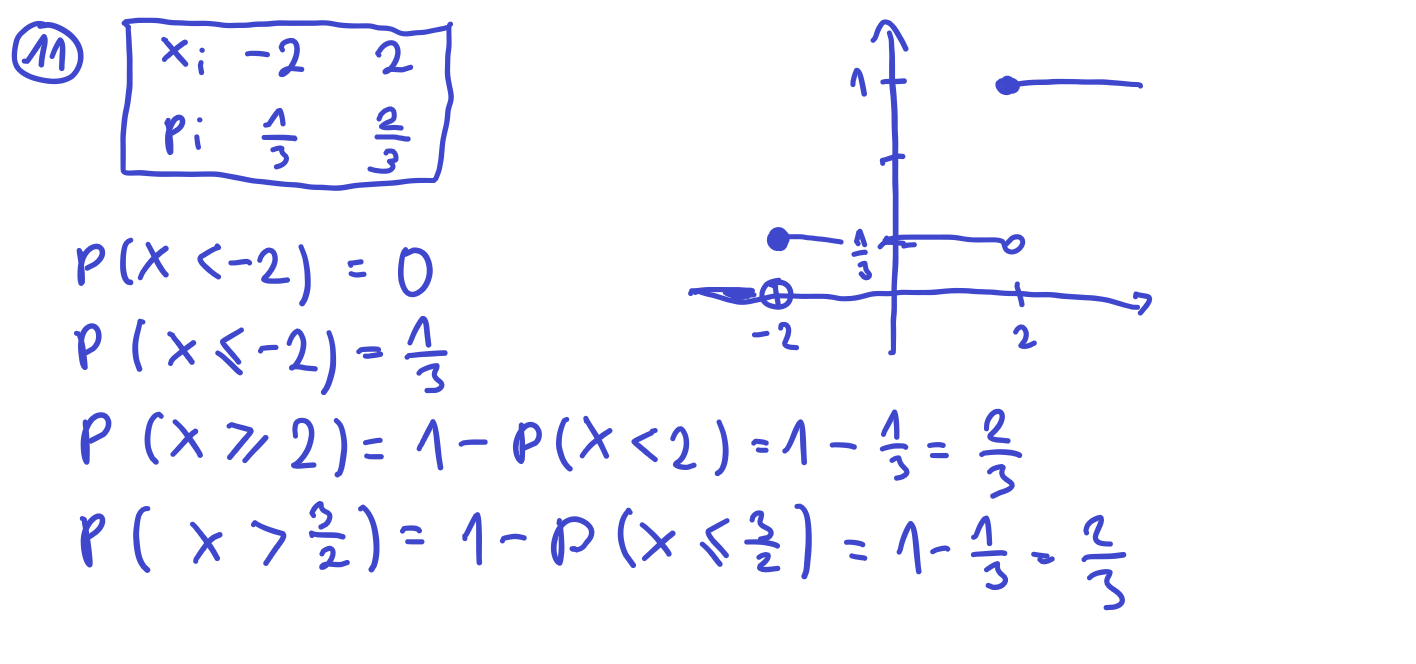 11
xi -2 2
pi 1/3 2/3
1
1/3
-2 2
P(X < -2) = 0
P(X ≤ -2) = 1/3
P(X ≥ 2) = 1 - P(X < 2) = 1 - 1/3 = 2/3
P(X > 3/2) = 1 - P(X ≤ 3/2) = 1 - 1/3 = 2/3